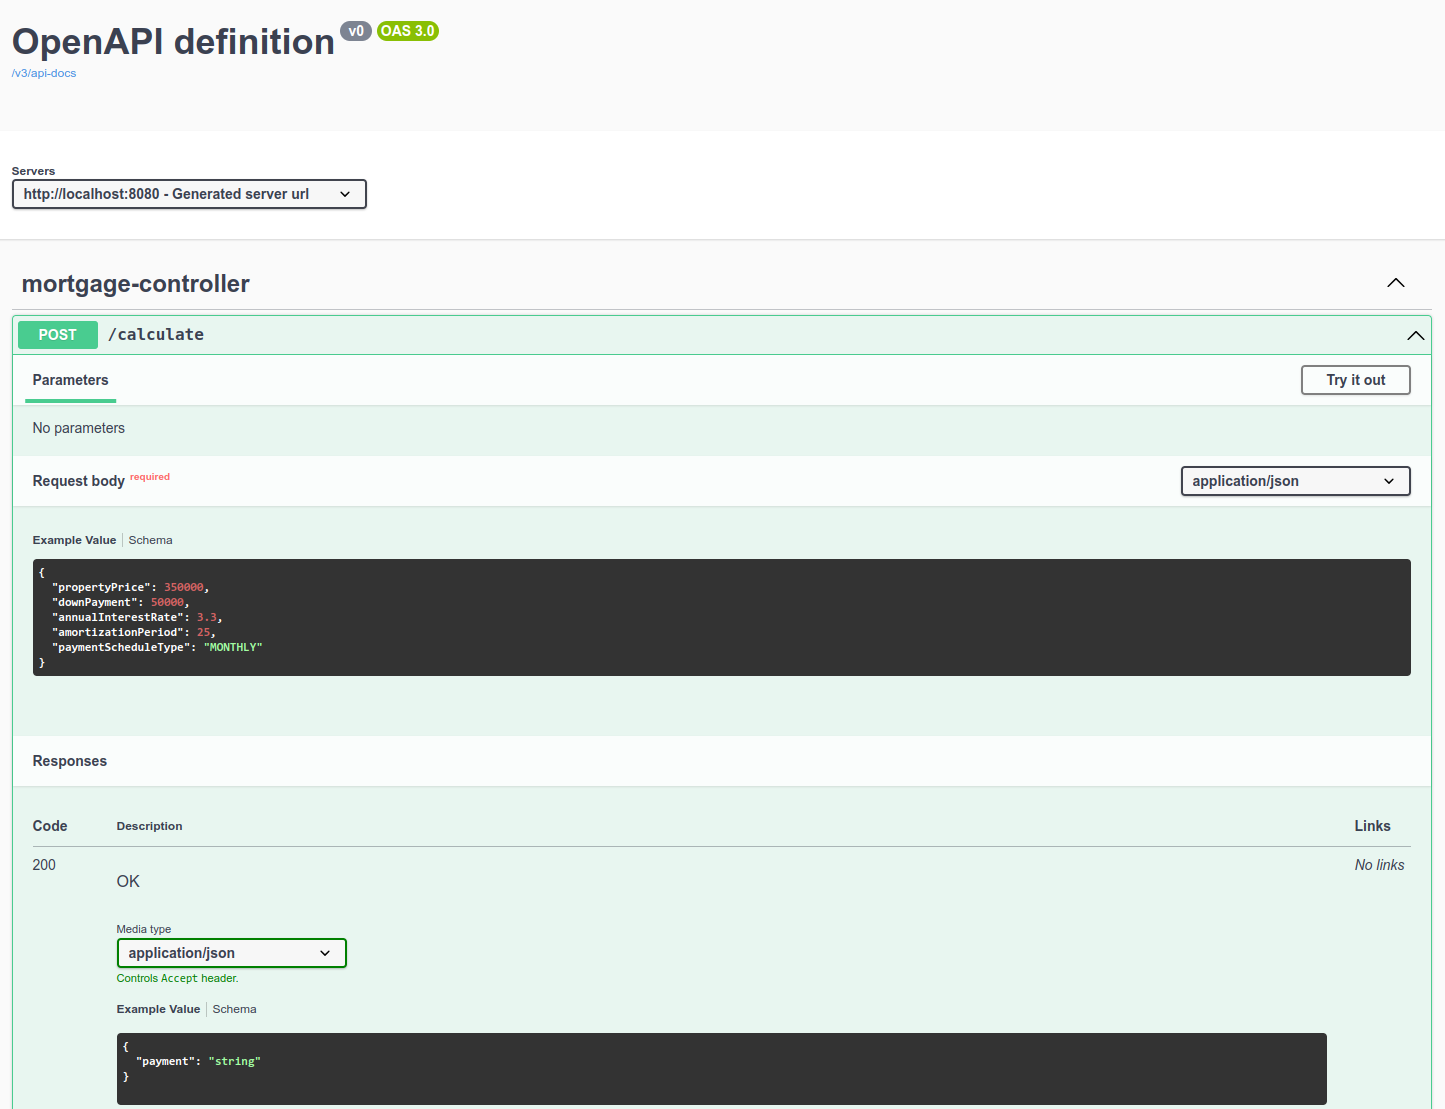 OpenAPI definition v0 OAS 3.0
/v3/api-docs
Servers
http://localhost:8080 - Generated server url
mortgage-controller
POST /calculate
Parameters Try it out
No parameters
Request body required application/json
Example Value | Schema
{
  "propertyPrice": 350000,
  "downPayment": 50000,
  "annualInterestRate": 3.3,
  "amortizationPeriod": 25,
  "paymentScheduleType": "MONTHLY"
}
Responses
Code Description Links
200 No links
OK
Media type
application/json
Controls Accept header.
Example Value | Schema
{
  "payment": "string"
}